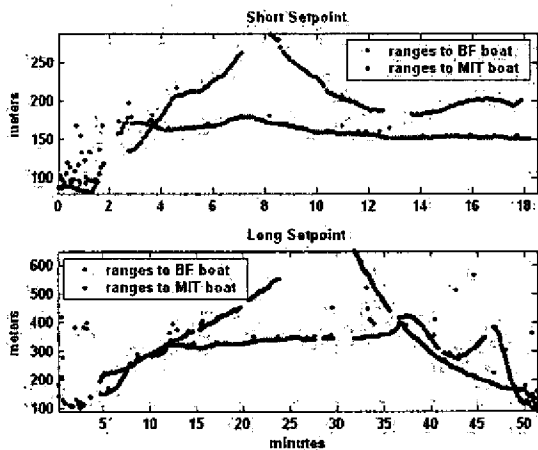 Short Setpoint
meters
250
200
150
100
ranges to BF boat
ranges to MIT boat
0 2 4 6 8 10 12 14 16 18
Long Setpoint
meters
600
500
400
300
200
100
ranges to BF boat
ranges to MIT boat
5 10 15 20 25 30 35 40 45 50
minutes